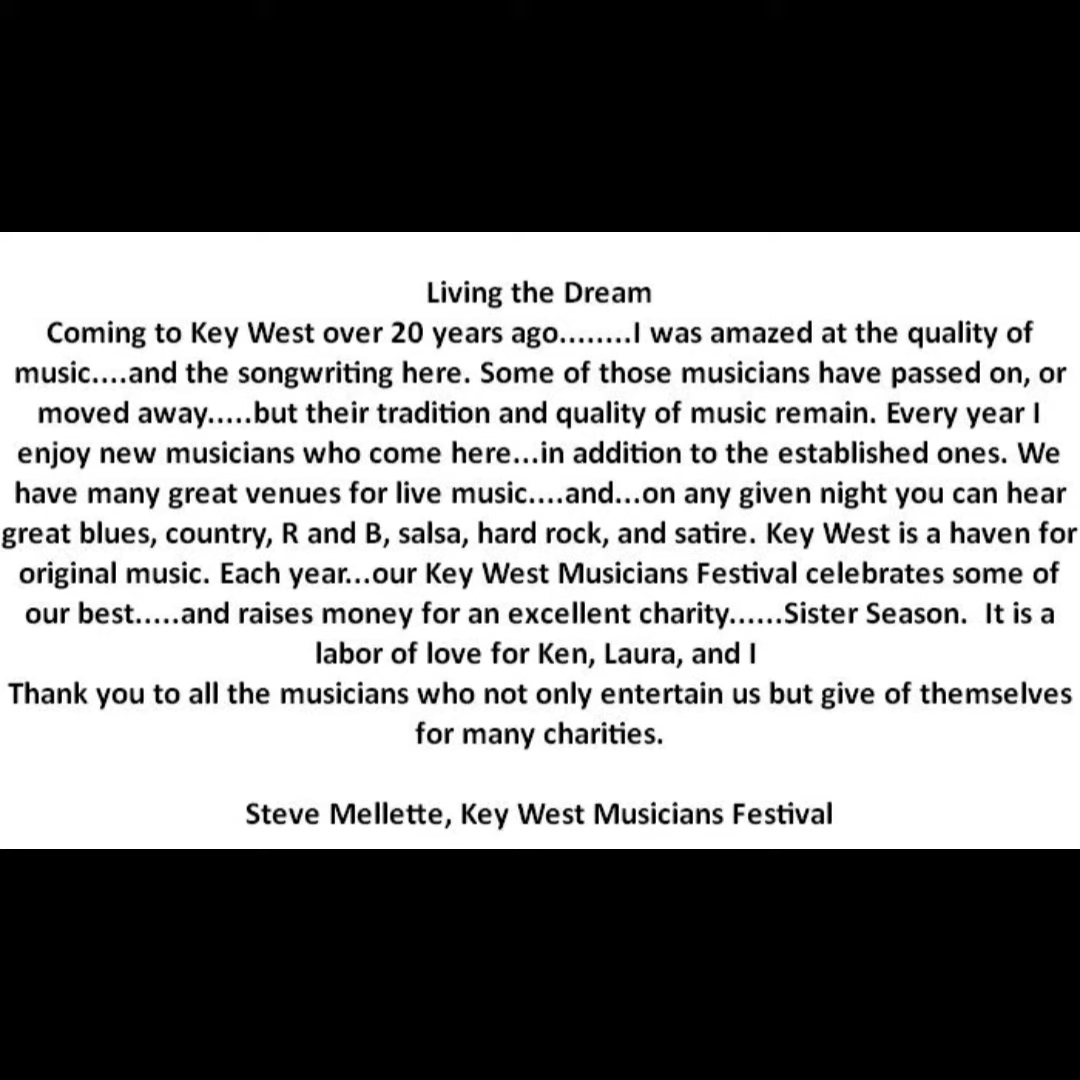 Living the Dream
Coming to Key West over 20 years ago........I was amazed at the quality of
music....and the songwriting here. Some of those musicians have passed on, or
moved away.....but their tradition and quality of music remain. Every year I
enjoy new musicians who come here...in addition to the established ones. We
have many great venues for live music....and...on any given night you can hear
great blues, country, R and B, salsa, hard rock, and satire. Key West is a haven for
original music. Each year...our Key West Musicians Festival celebrates some of
our best.....and raises money for an excellent charity......Sister Season.  It is a
labor of love for Ken, Laura, and I
Thank you to all the musicians who not only entertain us but give of themselves
for many charities.
Steve Mellette, Key West Musicians Festival